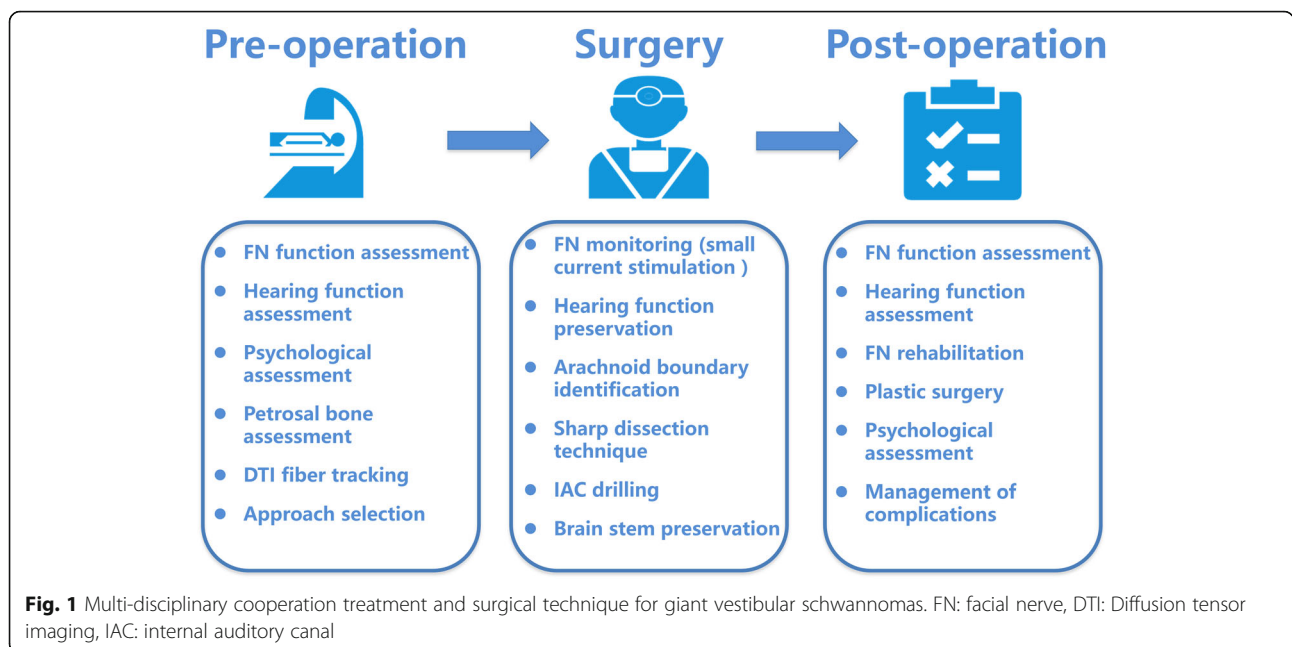 Pre-operation
Surgery
Post-operation
FN function assessment
Hearing function
assessment
Psychological
assessment
Petrosal bone
assessment
DTI fiber tracking
Approach selection
FN monitoring (small
current stimulation )
Hearing function
preservation
Arachnoid boundary
identification
Sharp dissection
technique
IAC drilling
Brain stem preservation
FN function assessment
Hearing function
assessment
FN rehabilitation
Plastic surgery
Psychological
assessment
Management of
complications
Fig. 1 Multi-disciplinary cooperation treatment and surgical technique for giant vestibular schwannomas. FN: facial nerve, DTI: Diffusion tensor
imaging, IAC: internal auditory canal